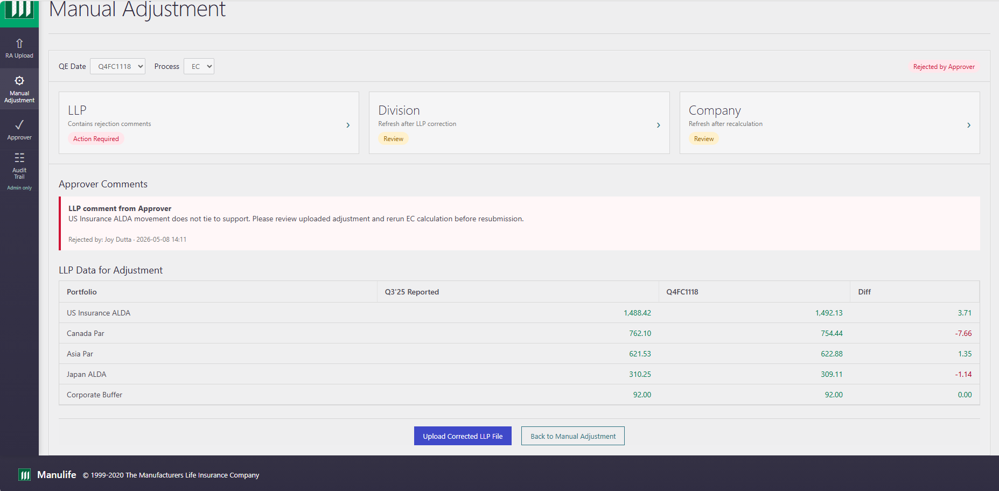 Manual Adjustment
RA Upload
Manual
Adjustment
Approver
Audit
Trail
Admin only
QE Date Q4FC1118 Process EC Rejected by Approver
LLP
Contains rejection comments
Action Required
Division
Refresh after LLP correction
Review
Company
Refresh after recalculation
Review
Approver Comments
LLP comment from Approver
US Insurance ALDA movement does not tie to support. Please review uploaded adjustment and rerun EC calculation before resubmission.
Rejected by: Joy Dutta · 2026-05-08 14:11
LLP Data for Adjustment
Portfolio Q3'25 Reported Q4FC1118 Diff
US Insurance ALDA 1,488.42 1,492.13 3.71
Canada Par 762.10 754.44 -7.66
Asia Par 621.53 622.88 1.35
Japan ALDA 310.25 309.11 -1.14
Corporate Buffer 92.00 92.00 0.00
Upload Corrected LLP File Back to Manual Adjustment
Manulife © 1999-2020 The Manufacturers Life Insurance Company